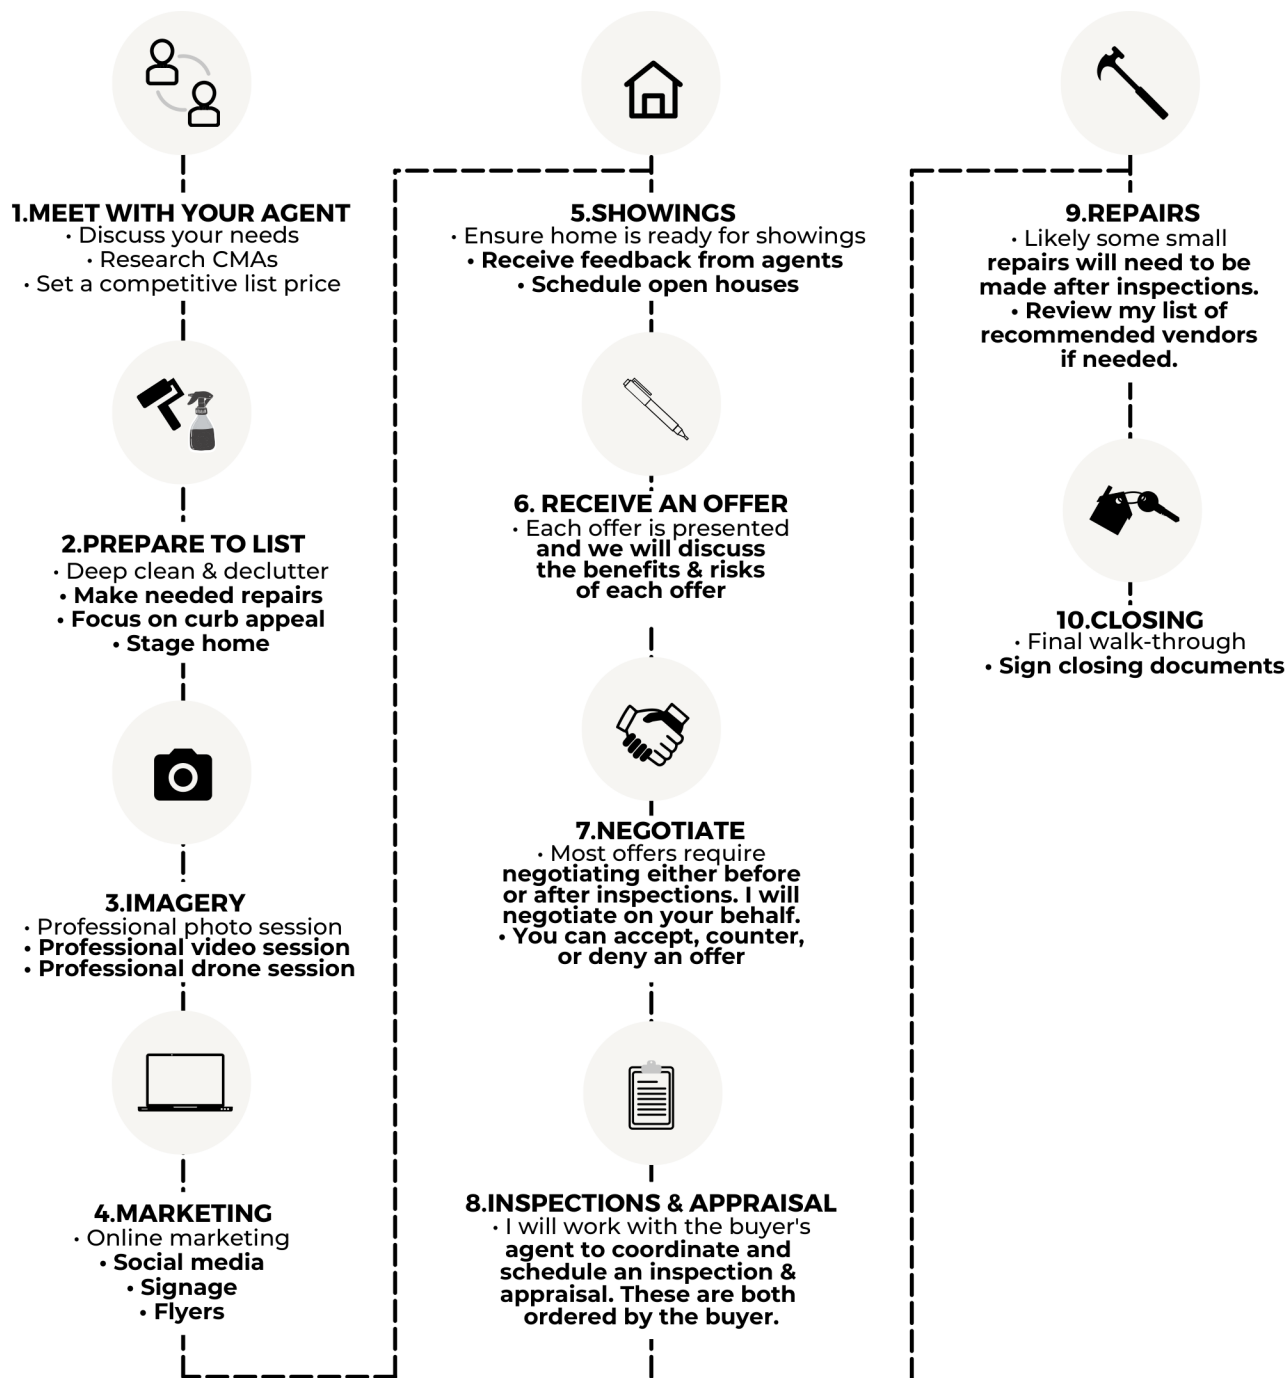 1.MEET WITH YOUR AGENT
• Discuss your needs
• Research CMAs
• Set a competitive list price
2.PREPARE TO LIST
• Deep clean & declutter
• Make needed repairs
• Focus on curb appeal
• Stage home
3.IMAGERY
• Professional photo session
• Professional video session
• Professional drone session
4.MARKETING
• Online marketing
• Social media
• Signage
• Flyers
5.SHOWINGS
• Ensure home is ready for showings
• Receive feedback from agents
• Schedule open houses
6. RECEIVE AN OFFER
• Each offer is presented
and we will discuss
the benefits & risks
of each offer
7.NEGOTIATE
• Most offers require
negotiating either before
or after inspections. I will
negotiate on your behalf.
• You can accept, counter,
or deny an offer
8.INSPECTIONS & APPRAISAL
• I will work with the buyer's
agent to coordinate and
schedule an inspection &
appraisal. These are both
ordered by the buyer.
9.REPAIRS
• Likely some small
repairs will need to be
made after inspections.
• Review my list of
recommended vendors
if needed.
10.CLOSING
• Final walk-through
• Sign closing documents